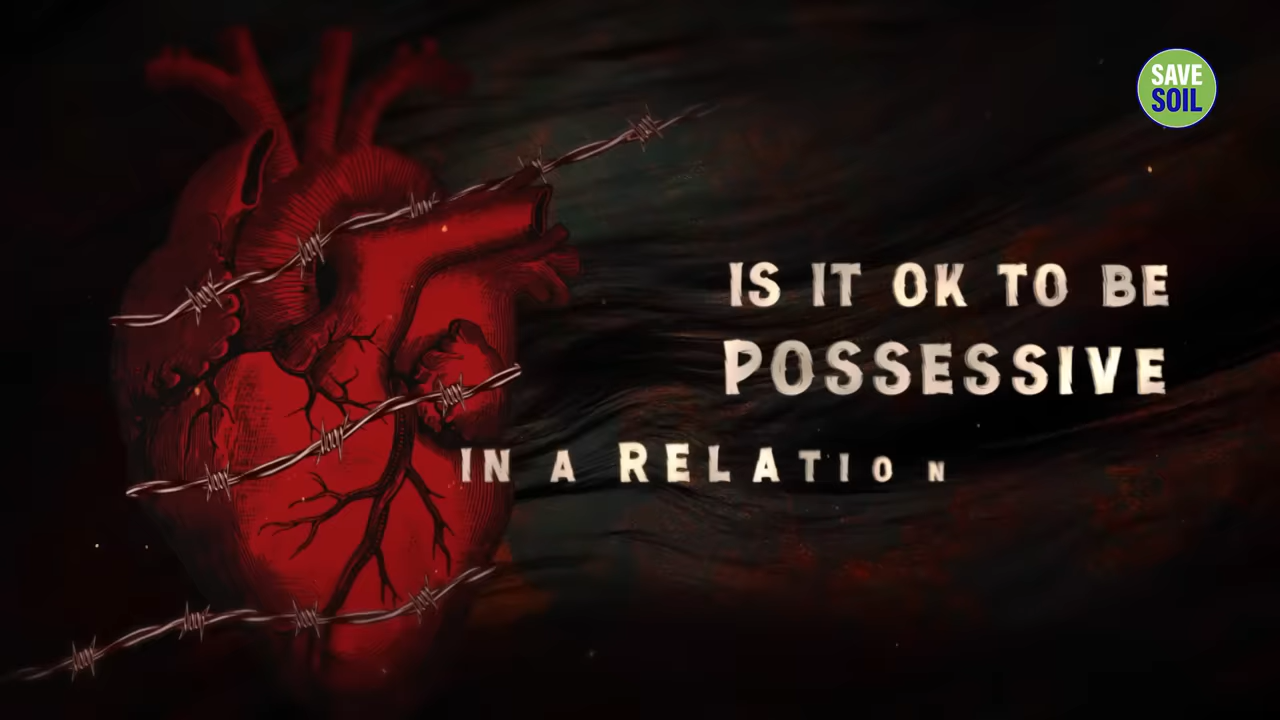 SAVE
SOIL
IS IT OK TO BE
POSSESSIVE
IN A RELATION